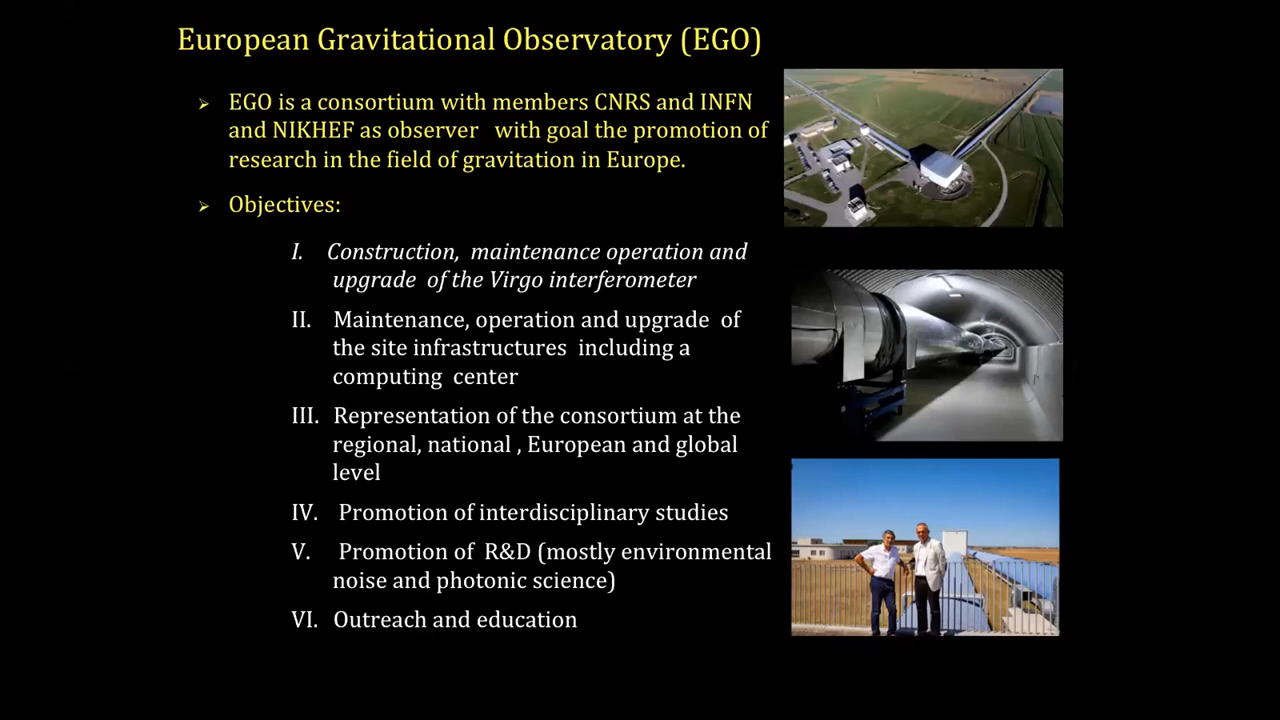 European Gravitational Observatory (EGO)
➢ EGO is a consortium with members CNRS and INFN
and NIKHEF as observer with goal the promotion of
research in the field of gravitation in Europe.
➢ Objectives:
I. Construction, maintenance operation and
upgrade of the Virgo interferometer
II. Maintenance, operation and upgrade of
the site infrastructures including a
computing center
III. Representation of the consortium at the
regional, national , European and global
level
IV. Promotion of interdisciplinary studies
V. Promotion of R&D (mostly environmental
noise and photonic science)
VI. Outreach and education